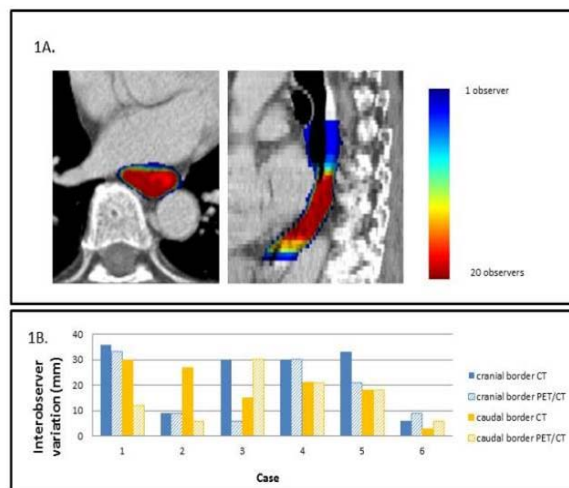 1A.
1 observer
20 observers
1B.
Interobserver
variation (mm)
40
30
20
10
0
1 2 3 4 5 6
Case
cranial border CT
cranial border PET/CT
caudal border CT
caudal border PET/CT